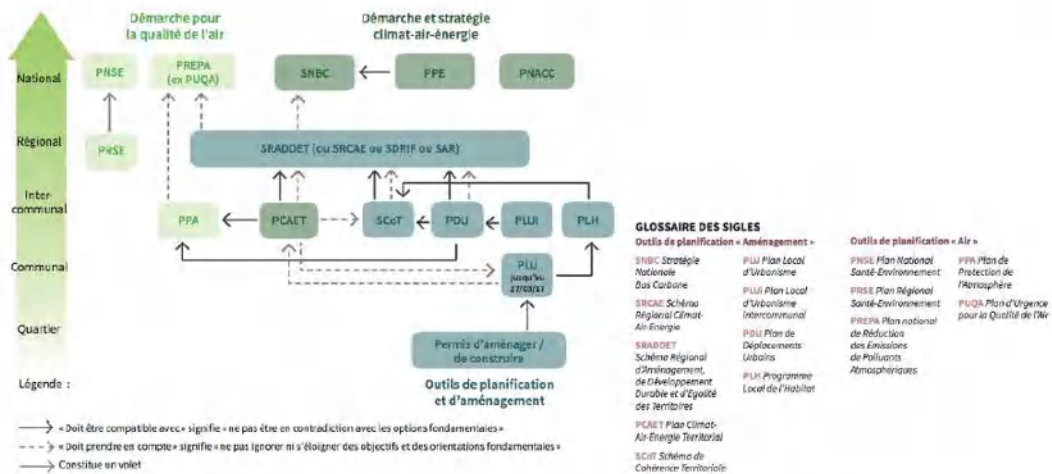 Démarche pour
la qualité de l'air
Démarche et stratégie
climat-air-énergie
National
PNSE
PREPA
(ex PUQA)
SNBC
PPE
PNACC
Régional
PRSE
SRADDET (ou SRCAE ou SDRIF ou SAR)
Inter-
communal
PPA
PCAET
SCoT
PDU
PLUI
PLH
Communal
PLU
jusqu'au
27/03/17
Quartier
Permis d'aménager /
de construire
Outils de planification
et d'aménagement
Légende :
« Doit être compatible avec » signifie « ne pas être en contradiction avec les options fondamentales »
« Doit prendre en compte » signifie « ne pas ignorer ni s'éloigner des objectifs et des orientations fondamentales »
Constitue un volet
GLOSSAIRE DES SIGLES
Outils de planification « Aménagement »
SNBC Stratégie
Nationale
Bas Carbone
SRCAE Schéma
Régional Climat-
Air-Energie
SRADDET
Schéma Régional
d'Aménagement,
de Développement
Durable et d'Egalité
des Territoires
PCAET Plan Climat-
Air-Energie Territorial
SCoT Schéma de
Cohérence Territoriale
PLU Plan Local
d'Urbanisme
PLUI Plan Local
d'Urbanisme
Intercommunal
PDU Plan de
Déplacements
Urbains
PLH Programme
Local de l'Habitat
Outils de planification « Air »
PNSE Plan National
Santé-Environnement
PRSE Plan Régional
Santé-Environnement
PREPA Plan national
de Réduction
des Emissions
de Polluants
Atmosphériques
PPA Plan de
Protection de
l'Atmosphère
PUQA Plan d'Urgence
pour la Qualité de l'Air